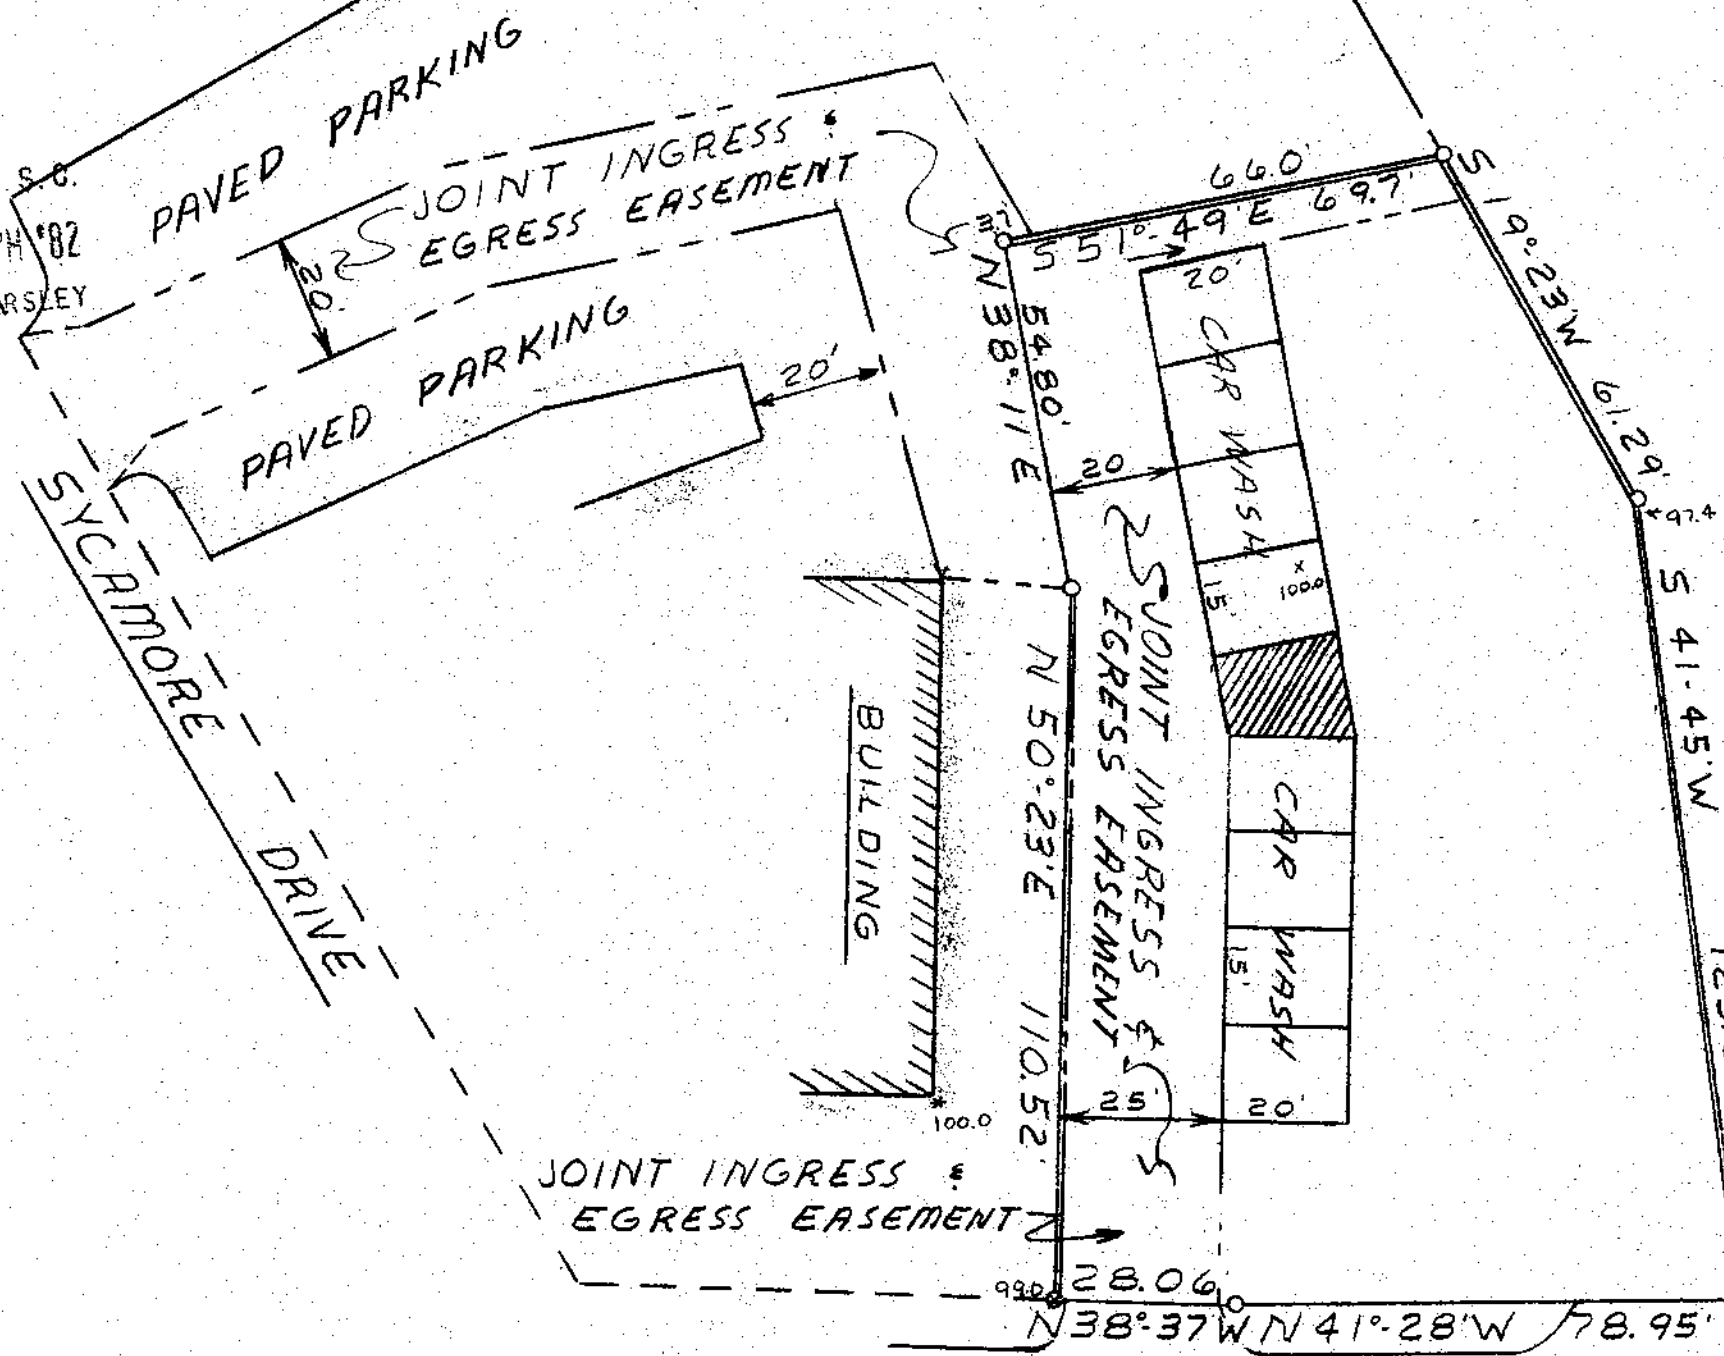 PAVED PARKING
S.C.
'82
JOINT INGRESS &
EGRESS EASEMENT
20'
PAVED PARKING
20'
SYCAMORE DRIVE
3.7'
66.0'
S 51°-49'E 69.7'
N 38°-11'E
54.80'
S 9°-23'W 61.29'
20'
CAR WASH
20
15'
x
100.0
*97.4
S 41-45'W
JOINT INGRESS &
EGRESS EASEMENT
BUILDING
N 50°-23'E 110.52'
CAR WASH
15'
25'
20'
*
100.0
JOINT INGRESS &
EGRESS EASEMENT
99.0
28.06
N 38°-37'W
N 41°-28'W 78.95'